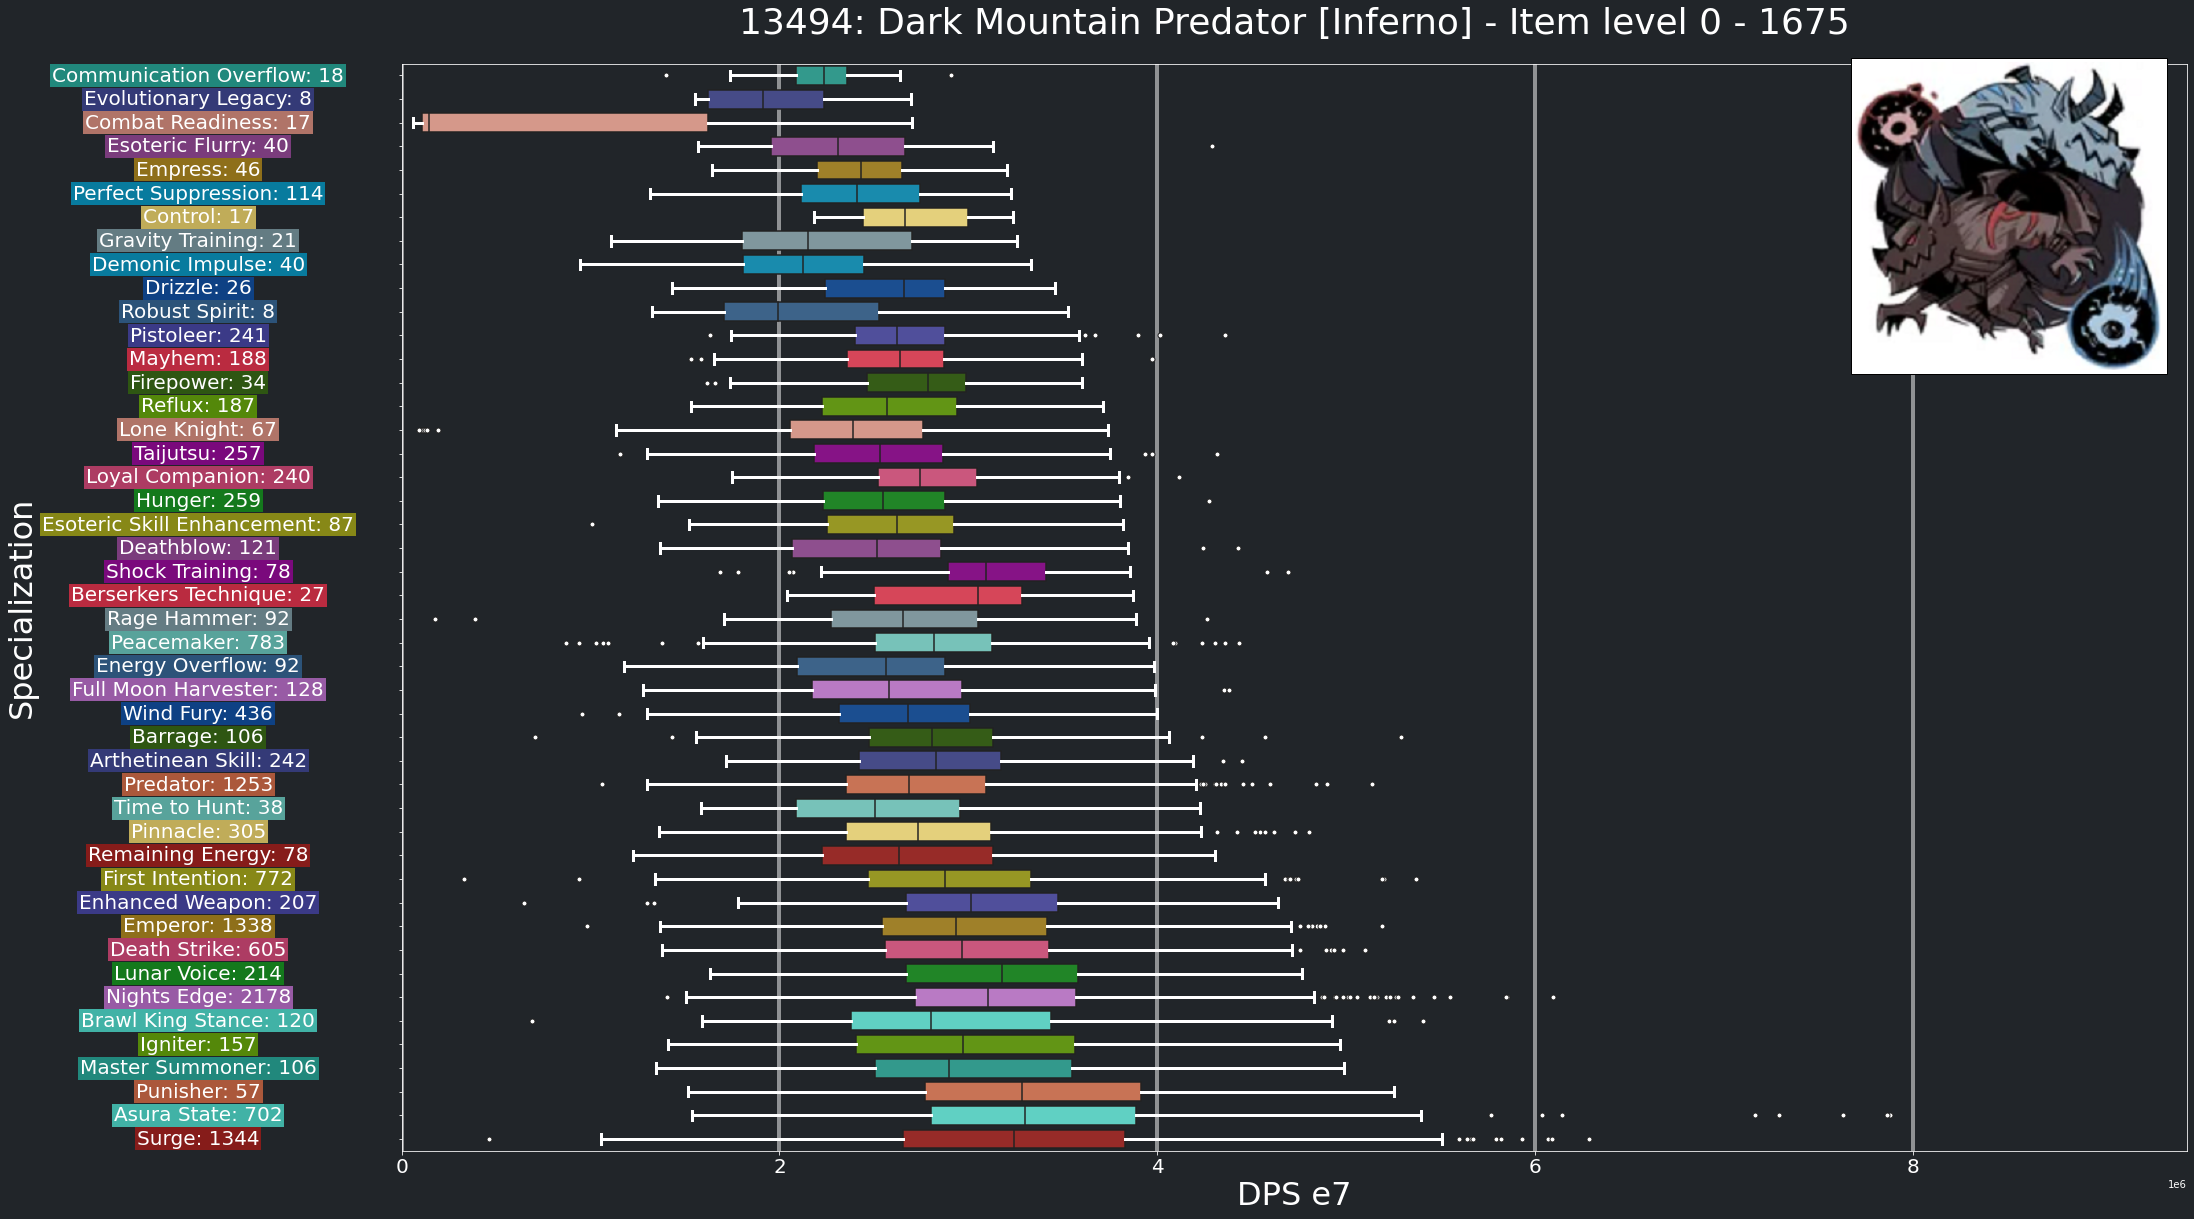 13494: Dark Mountain Predator [Inferno] - Item level 0 - 1675
Communication Overflow: 18
Evolutionary Legacy: 8
Combat Readiness: 17
Esoteric Flurry: 40
Empress: 46
Perfect Suppression: 114
Control: 17
Gravity Training: 21
Demonic Impulse: 40
Drizzle: 26
Robust Spirit: 8
Pistoleer: 241
Mayhem: 188
Firepower: 34
Reflux: 187
Lone Knight: 67
Taijutsu: 257
Loyal Companion: 240
Hunger: 259
Esoteric Skill Enhancement: 87
Deathblow: 121
Shock Training: 78
Berserkers Technique: 27
Rage Hammer: 92
Peacemaker: 783
Energy Overflow: 92
Full Moon Harvester: 128
Wind Fury: 436
Barrage: 106
Arthetinean Skill: 242
Predator: 1253
Time to Hunt: 38
Pinnacle: 305
Remaining Energy: 78
First Intention: 772
Enhanced Weapon: 207
Emperor: 1338
Death Strike: 605
Lunar Voice: 214
Nights Edge: 2178
Brawl King Stance: 120
Igniter: 157
Master Summoner: 106
Punisher: 57
Asura State: 702
Surge: 1344
Specialization
0 2 4 6 8
DPS e7
1e6